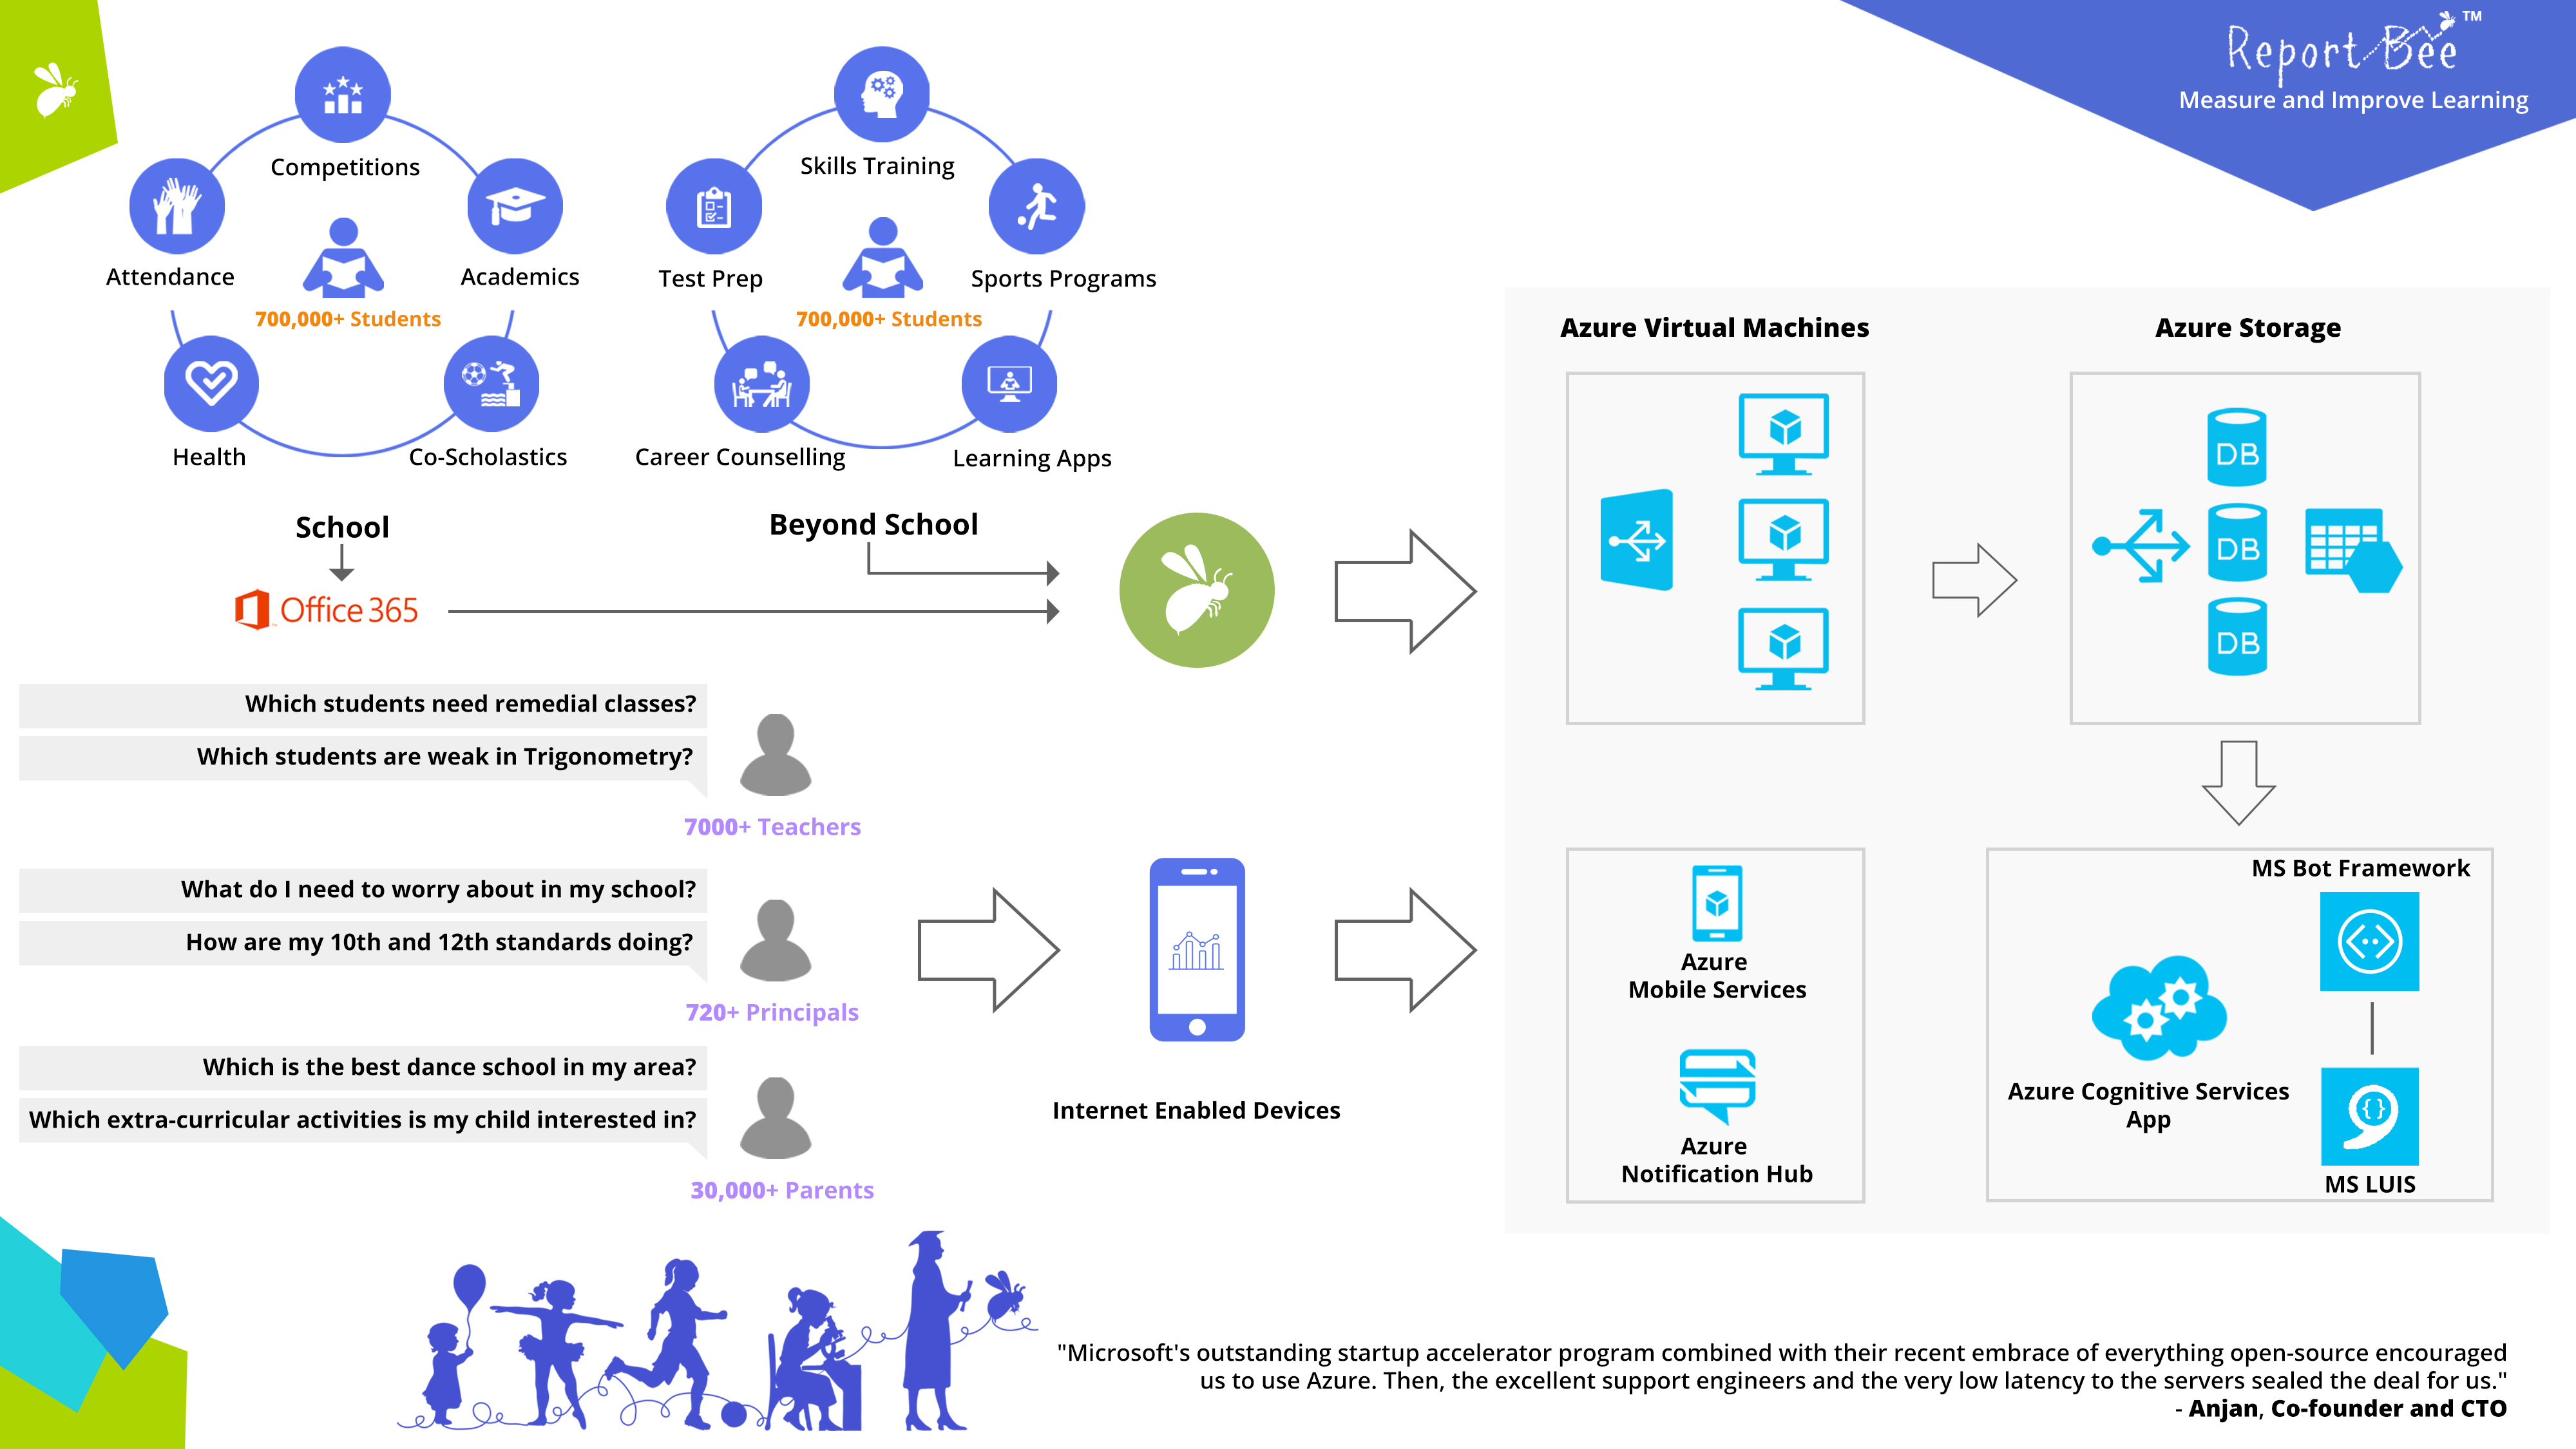 Report Bee ™
Measure and Improve Learning
Competitions
Attendance
Academics
700,000+ Students
Health
Co-Scholastics
School
Office 365
Skills Training
Test Prep
Sports Programs
700,000+ Students
Career Counselling
Learning Apps
Beyond School
Which students need remedial classes?
Which students are weak in Trigonometry?
7000+ Teachers
What do I need to worry about in my school?
How are my 10th and 12th standards doing?
720+ Principals
Which is the best dance school in my area?
Which extra-curricular activities is my child interested in?
30,000+ Parents
Internet Enabled Devices
Azure Virtual Machines
Azure Storage
DB
DB
DB
Azure
Mobile Services
Azure
Notification Hub
MS Bot Framework
Azure Cognitive Services
App
{ }
MS LUIS
"Microsoft's outstanding startup accelerator program combined with their recent embrace of everything open-source encouraged
us to use Azure. Then, the excellent support engineers and the very low latency to the servers sealed the deal for us."
- Anjan, Co-founder and CTO